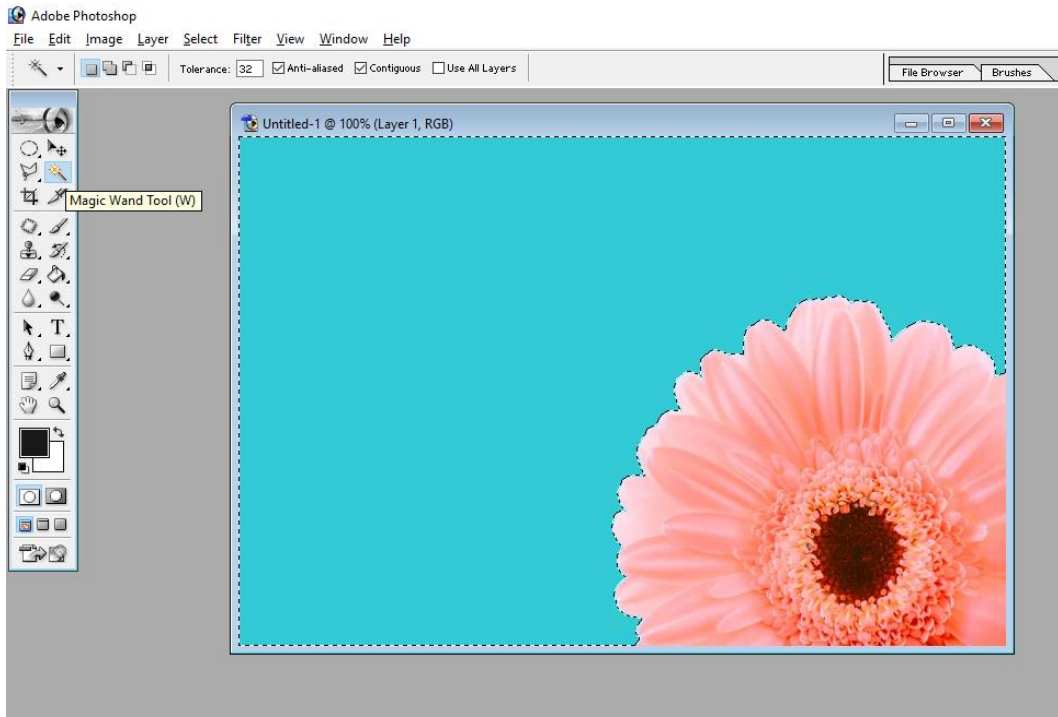 Adobe Photoshop
File Edit Image Layer Select Filter View Window Help
Tolerance: 32 Anti-aliased Contiguous Use All Layers File Browser Brushes
Untitled-1 @ 100% (Layer 1, RGB)
Magic Wand Tool (W)
T